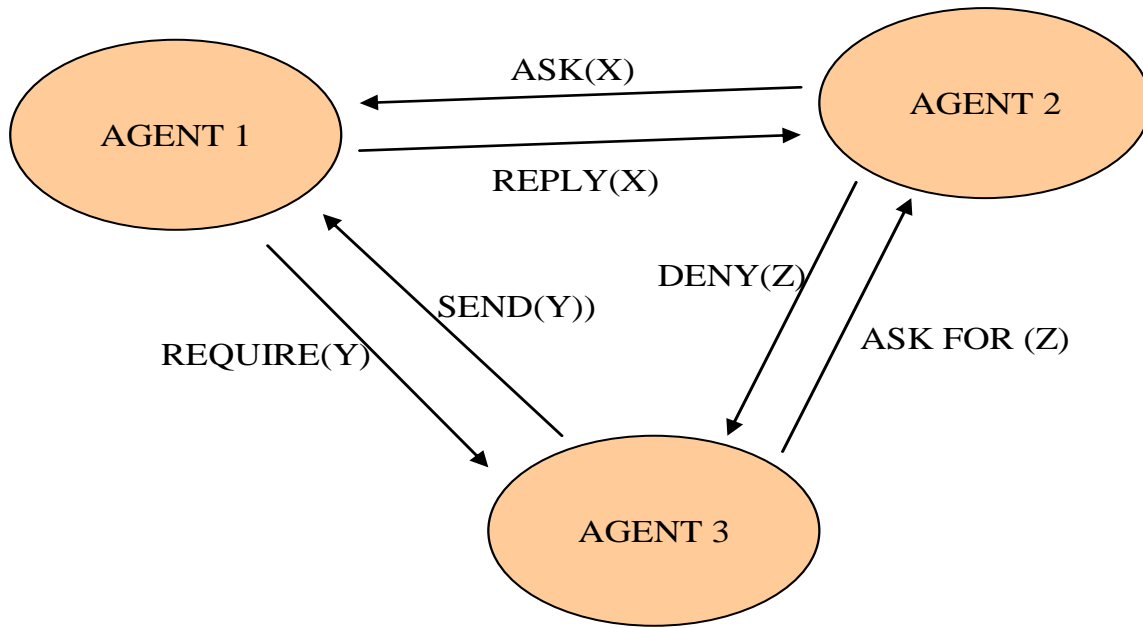 ASK(X)
AGENT 1
AGENT 2
REPLY(X)
DENY(Z)
SEND(Y))
REQUIRE(Y)
ASK FOR (Z)
AGENT 3